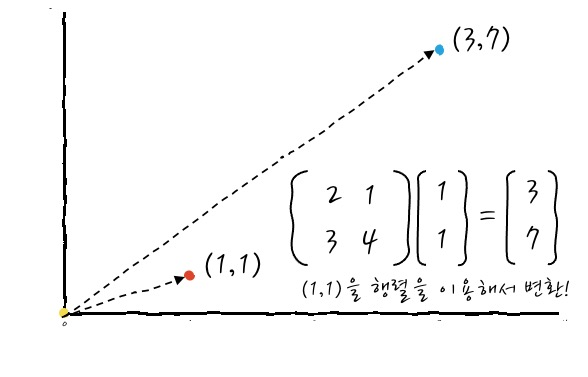 (3,7)
(1,1)
2 1 1 3
3 4 1 = 7
(1,1)을 행렬을 이용해서 변환!
0